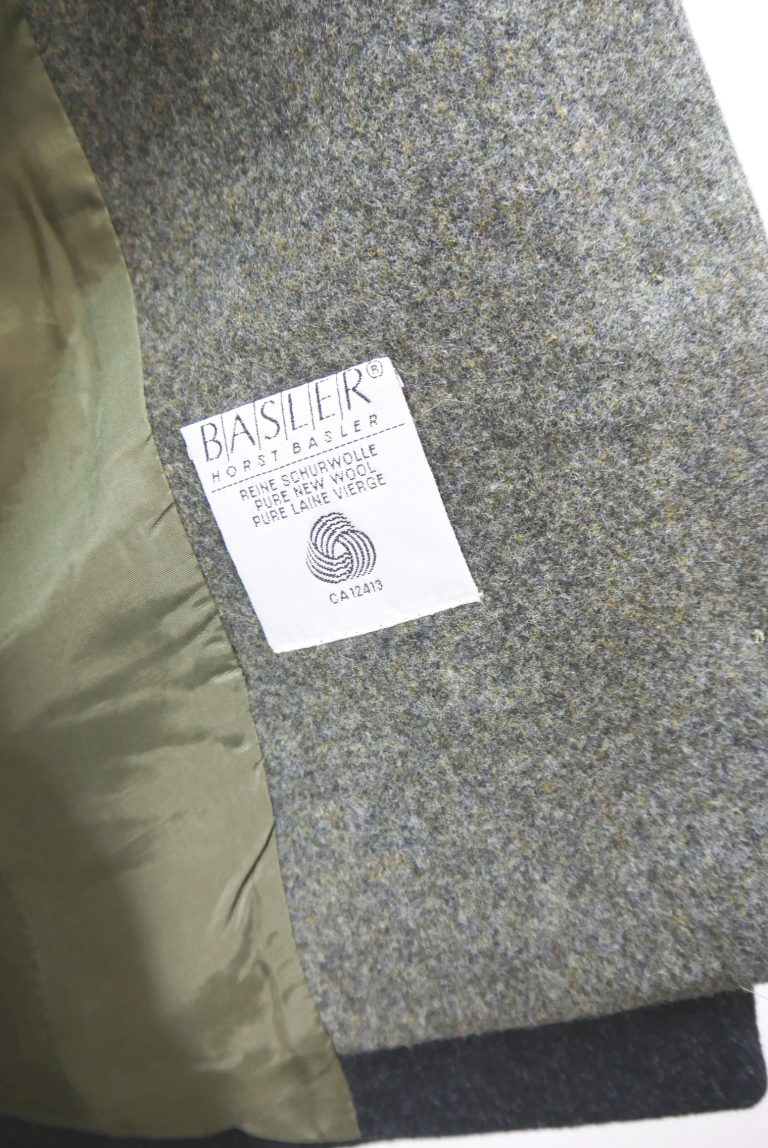 BASLER®
HORST BASLER
REINE SCHURWOLLE
PURE NEW WOOL
PURE LAINE VIERGE
CA12413